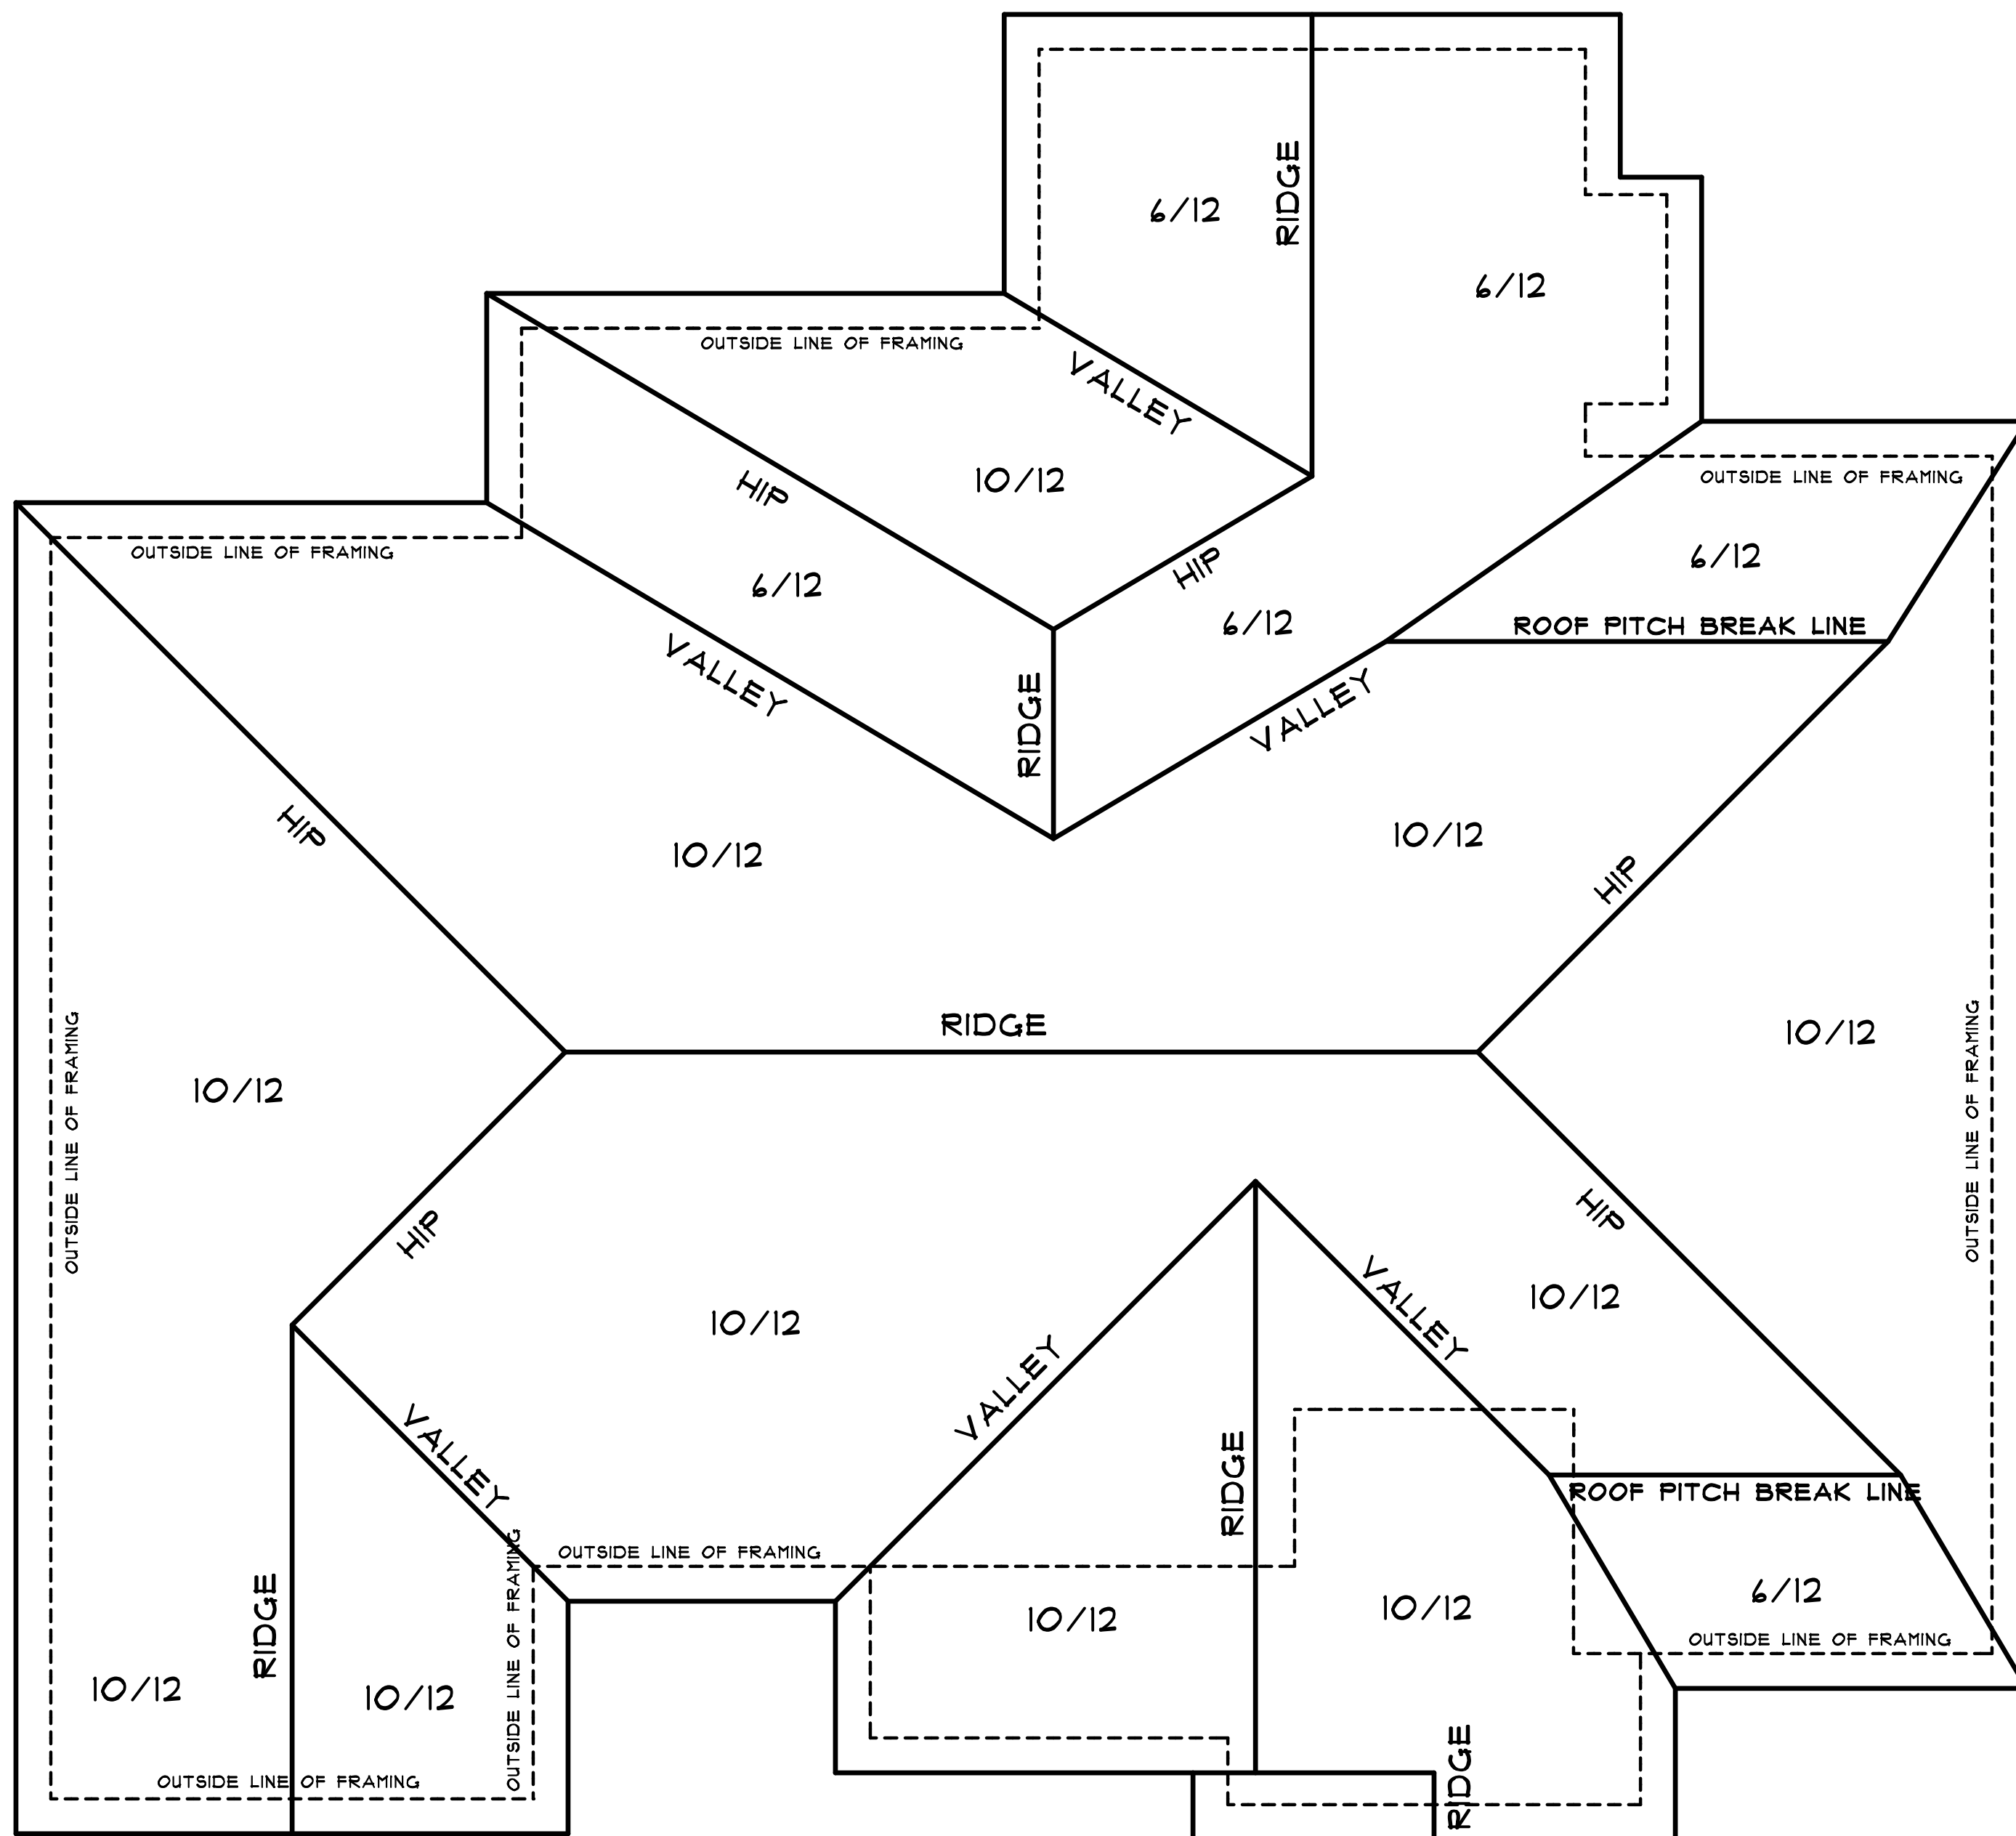 RIDGE
6/12
6/12
OUTSIDE LINE OF FRAMING
VALLEY
OUTSIDE LINE OF FRAMING
10/12
HIP
OUTSIDE LINE OF FRAMING
6/12
HIP
6/12
6/12
ROOF PITCH BREAK LINE
VALLEY
RIDGE
VALLEY
HIP
10/12
10/12
HIP
RIDGE
10/12
10/12
OUTSIDE LINE OF FRAMING
OUTSIDE LINE OF FRAMING
HIP
HIP
10/12
10/12
VALLEY
VALLEY
VALLEY
RIDGE
ROOF PITCH BREAK LINE
OUTSIDE LINE OF FRAMING
6/12
10/12
10/12
RIDGE
OUTSIDE LINE OF FRAMING
OUTSIDE LINE OF FRAMING
10/12
10/12
RIDGE
OUTSIDE LINE OF FRAMING